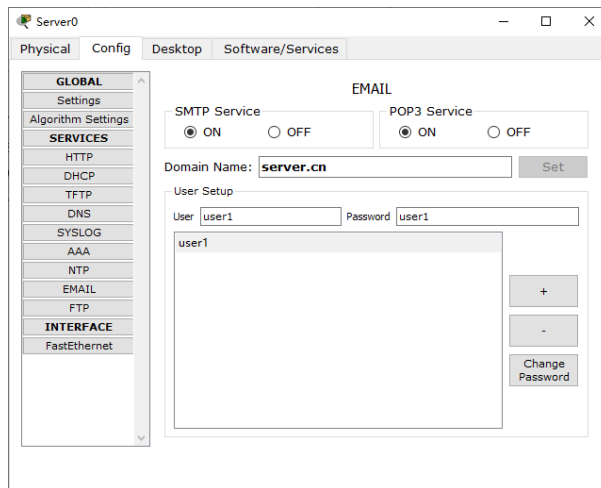 Server0
Physical Config Desktop Software/Services
GLOBAL
Settings
Algorithm Settings
SERVICES
HTTP
DHCP
TFTP
DNS
SYSLOG
AAA
NTP
EMAIL
FTP
INTERFACE
FastEthernet
EMAIL
SMTP Service
ON OFF
POP3 Service
ON OFF
Domain Name: server.cn Set
User Setup
User user1 Password user1
user1
+
-
Change
Password